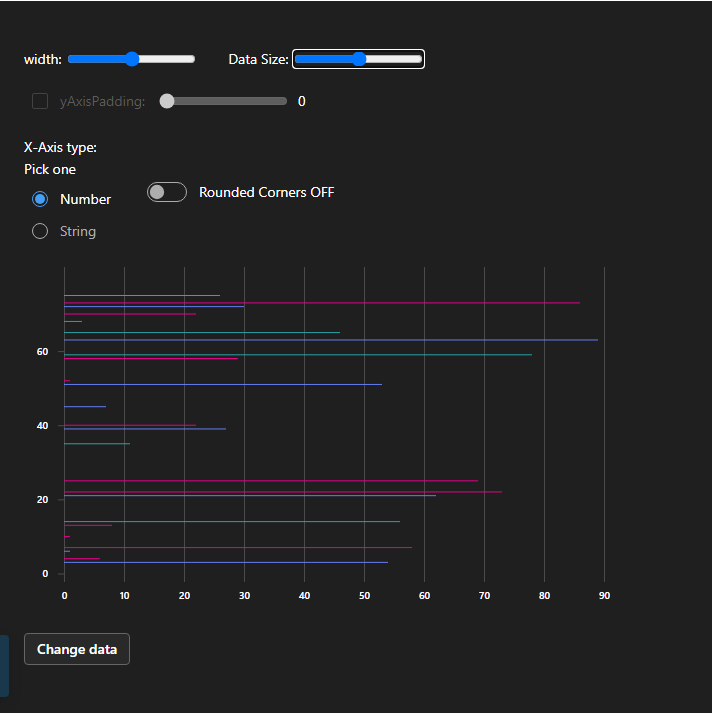 width: Data Size:
yAxisPadding: 0
X-Axis type:
Pick one
Number
Rounded Corners OFF
String
60
40
20
0
0 10 20 30 40 50 60 70 80 90
Change data